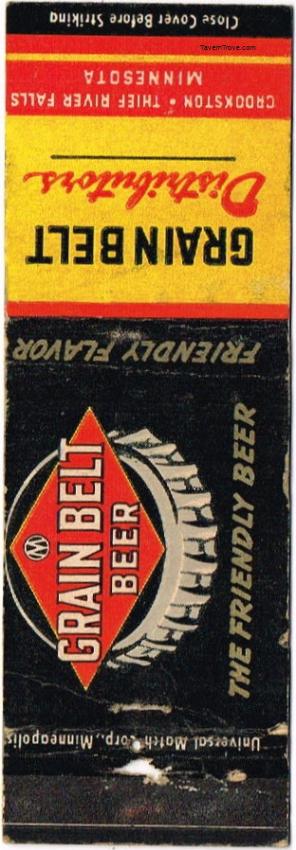 Close Cover Before Striking
TavernTrove.com
CROOKSTON • THIEF RIVER FALLS
MINNESOTA
GRAIN BELT
Distributors
FRIENDLY FLAVOR
THE FRIENDLY BEER
GRAIN BELT
BEER
Universal Match Corp., Minneapolis